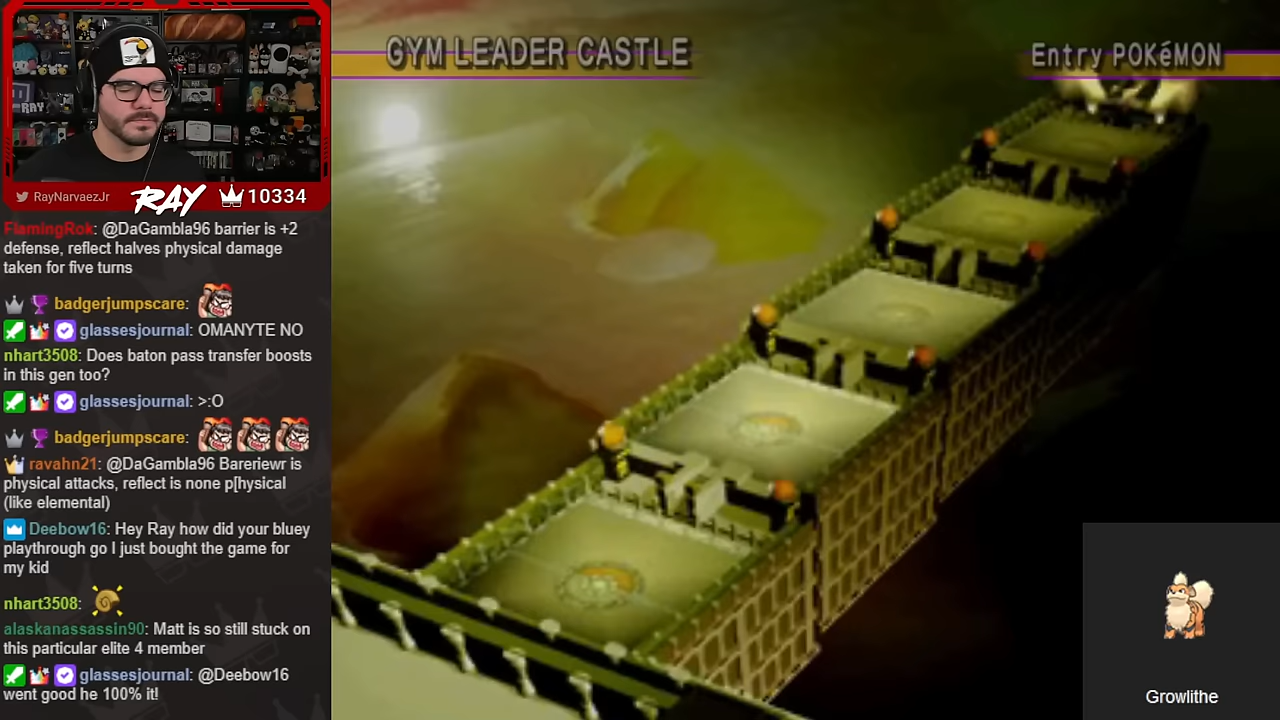 GYM LEADER CASTLE
Entry POKéMON
RayNarvaezJr
RAY
10334
FlamingRok: @DaGambla96 barrier is +2
defense, reflect halves physical damage
taken for five turns
badgerjumpscare:
glassesjournal: OMANYTE NO
nhart3508: Does baton pass transfer boosts
in this gen too?
glassesjournal: >:O
badgerjumpscare:
ravahn21: @DaGambla96 Bareriewr is
physical attacks, reflect is none p[hysical
(like elemental)
Deebow16: Hey Ray how did your bluey
playthrough go I just bought the game for
my kid
nhart3508:
alaskanassassin90: Matt is so still stuck on
this particular elite 4 member
glassesjournal: @Deebow16
went good he 100% it!
Growlithe